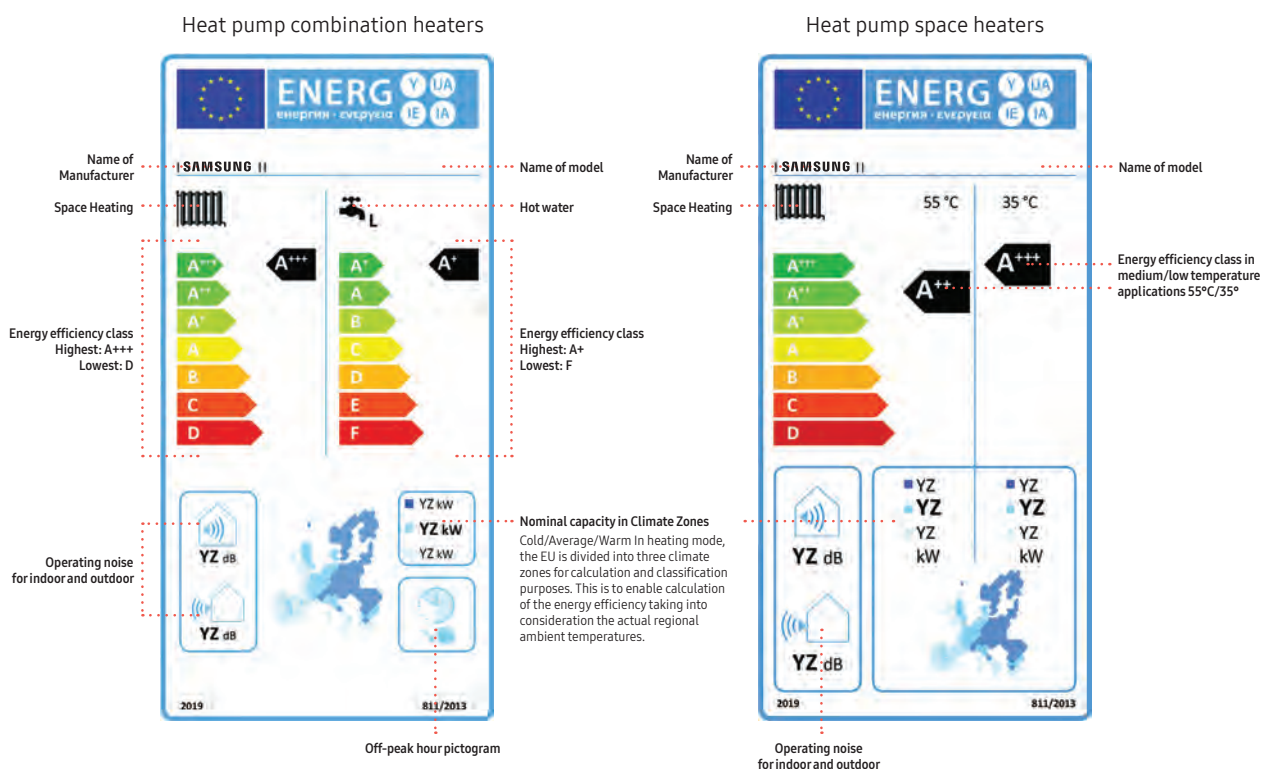 Heat pump combination heaters
ENERG
енергия · ενεργεια
Y
UA
IE
IA
Name of
Manufacturer
SAMSUNG
Name of model
Space Heating
L
Hot water
A+++
A++
A+
A
B
C
D
A+++
A+
A
B
C
D
E
F
A+
Energy efficiency class
Highest: A+++
Lowest: D
Energy efficiency class
Highest: A+
Lowest: F
Operating noise
for indoor and outdoor
YZ dB
YZ dB
YZ kW
YZ kW
YZ kW
Nominal capacity in Climate Zones
Cold/Average/Warm In heating mode,
the EU is divided into three climate
zones for calculation and classification
purposes. This is to enable calculation
of the energy efficiency taking into
consideration the actual regional
ambient temperatures.
2019
811/2013
Off-peak hour pictogram
Heat pump space heaters
ENERG
енергия · ενεργεια
Y
UA
IE
IA
Name of
Manufacturer
SAMSUNG
Name of model
Space Heating
55 °C
35 °C
A+++
A++
A+
A
B
C
D
A++
A+++
Energy efficiency class in
medium/low temperature
applications 55°C/35°
YZ dB
YZ dB
YZ
YZ
YZ
kW
YZ
YZ
YZ
kW
2019
811/2013
Operating noise
for indoor and outdoor